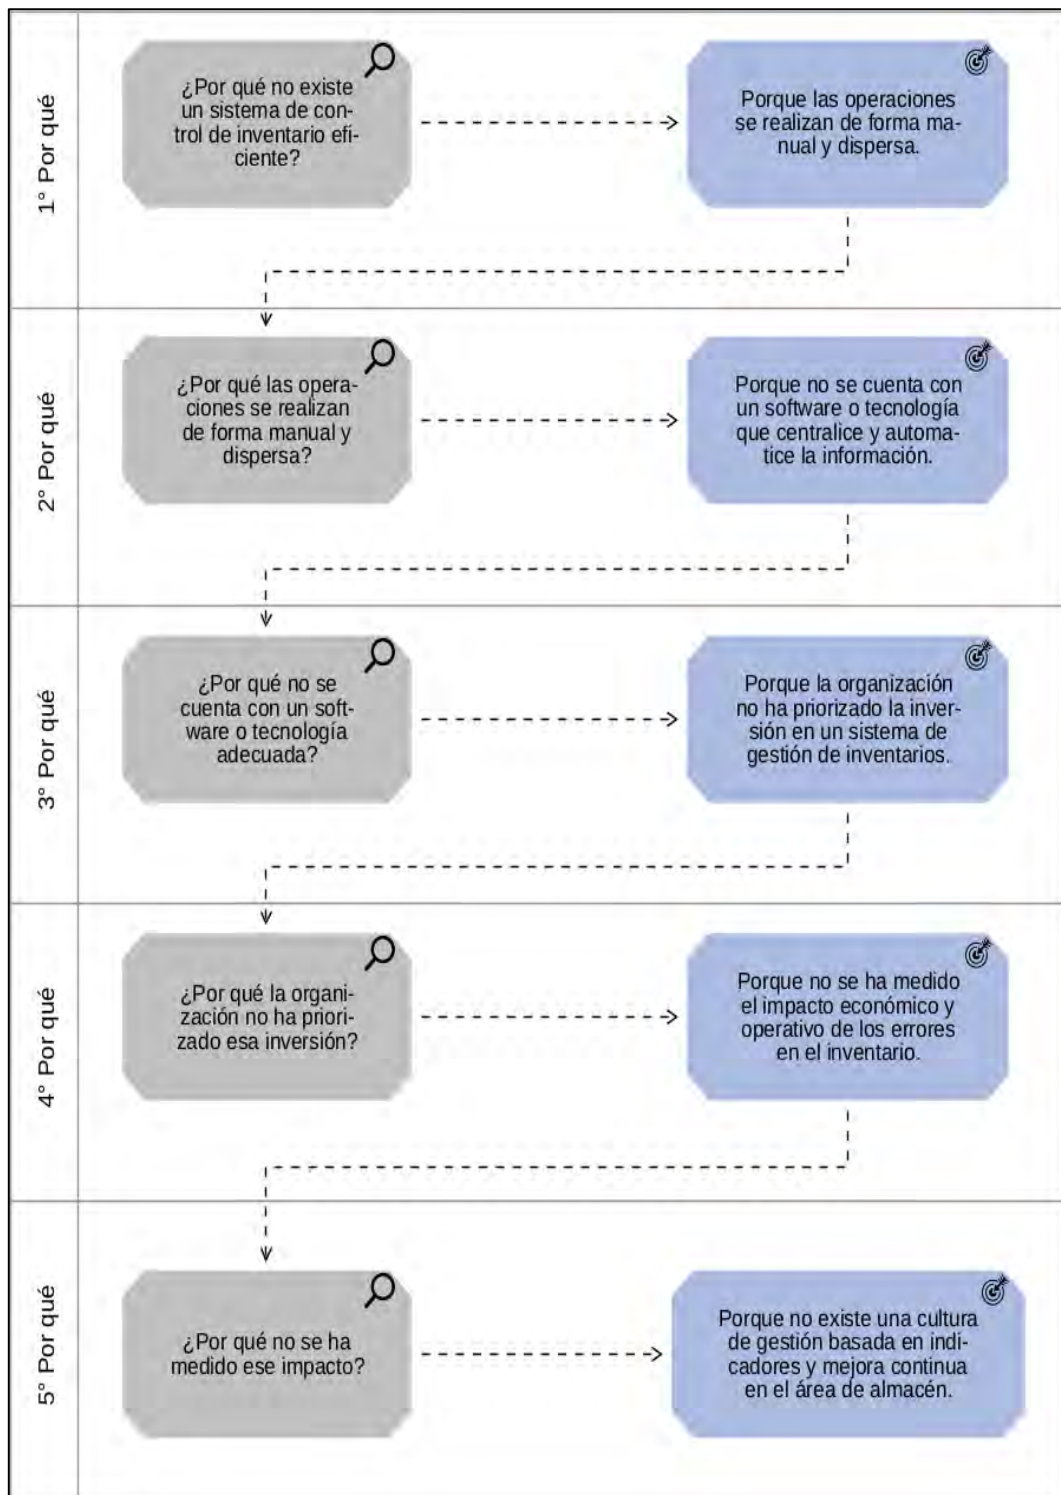 1° Por qué
¿Por qué no existe
un sistema de con-
trol de inventario efi-
ciente?
Porque las operaciones
se realizan de forma ma-
nual y dispersa.
2° Por qué
¿Por qué las opera-
ciones se realizan
de forma manual y
dispersa?
Porque no se cuenta con
un software o tecnología
que centralice y automa-
tice la información.
3° Por qué
¿Por qué no se
cuenta con un soft-
ware o tecnología
adecuada?
Porque la organización
no ha priorizado la inver-
sión en un sistema de
gestión de inventarios.
4° Por qué
¿Por qué la organi-
zación no ha priori-
zado esa inversión?
Porque no se ha medido
el impacto económico y
operativo de los errores
en el inventario.
5° Por qué
¿Por qué no se ha
medido ese impacto?
Porque no existe una cultura
de gestión basada en indi-
cadores y mejora continua
en el área de almacén.